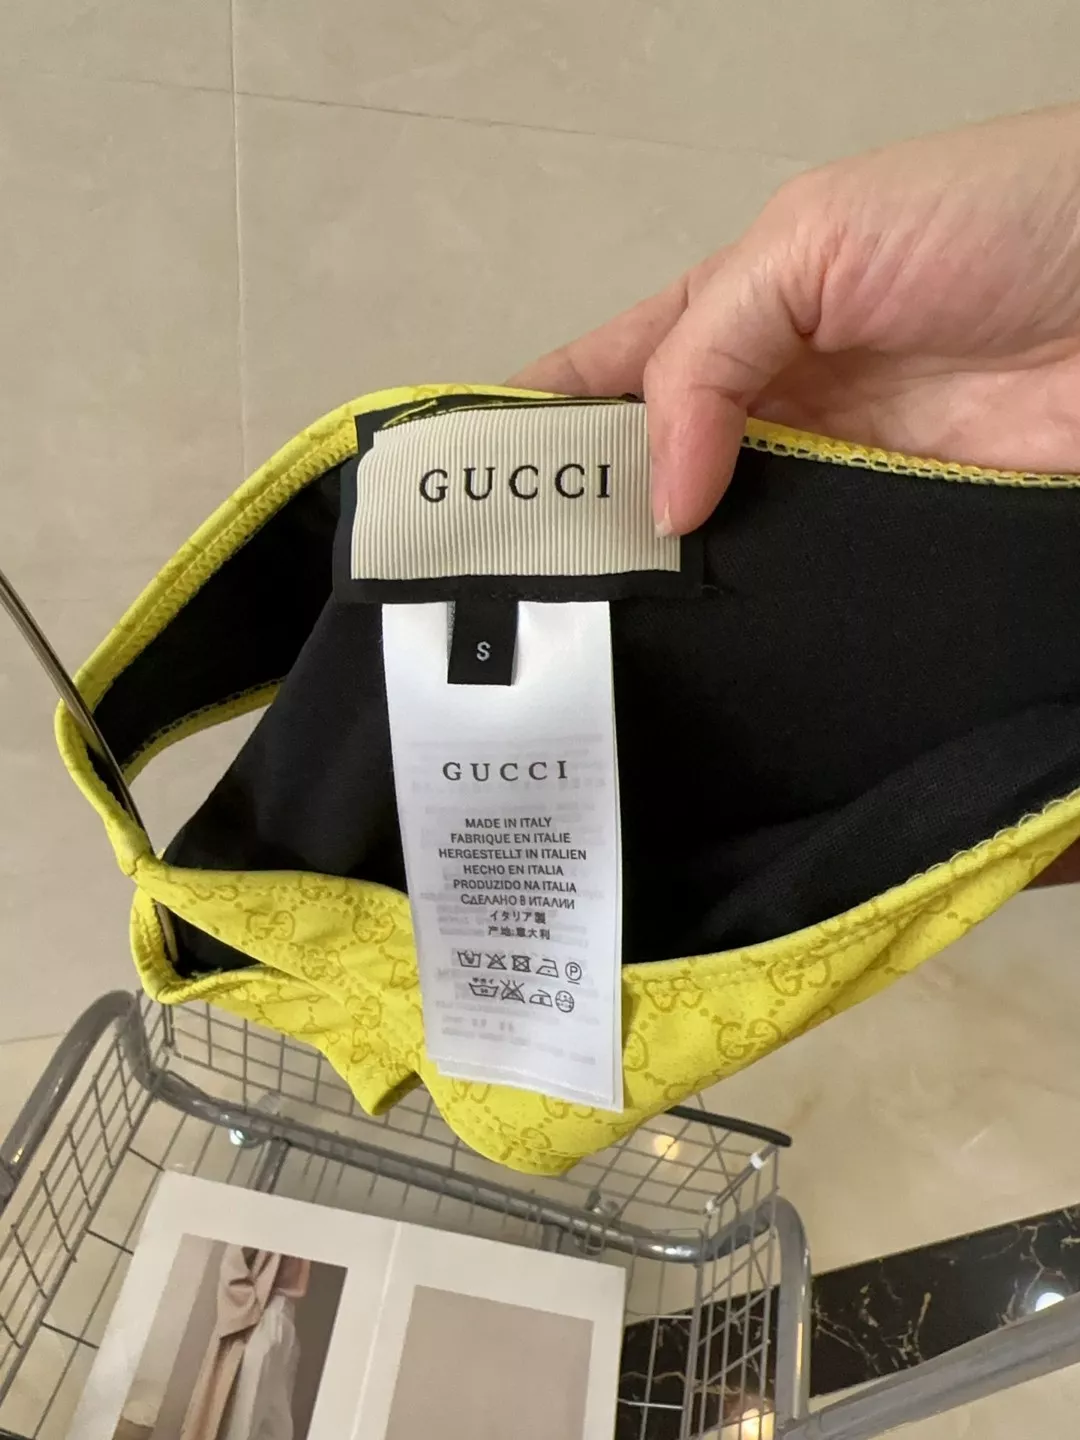 GUCCI
S
GUCCI
MADE IN ITALY
FABRIQUE EN ITALIE
HERGESTELLT IN ITALIEN
HECHO EN ITALIA
PRODUZIDO NA ITALIA
СДЕЛАНО В ИТАЛИИ
イタリア製
产地:意大利
P